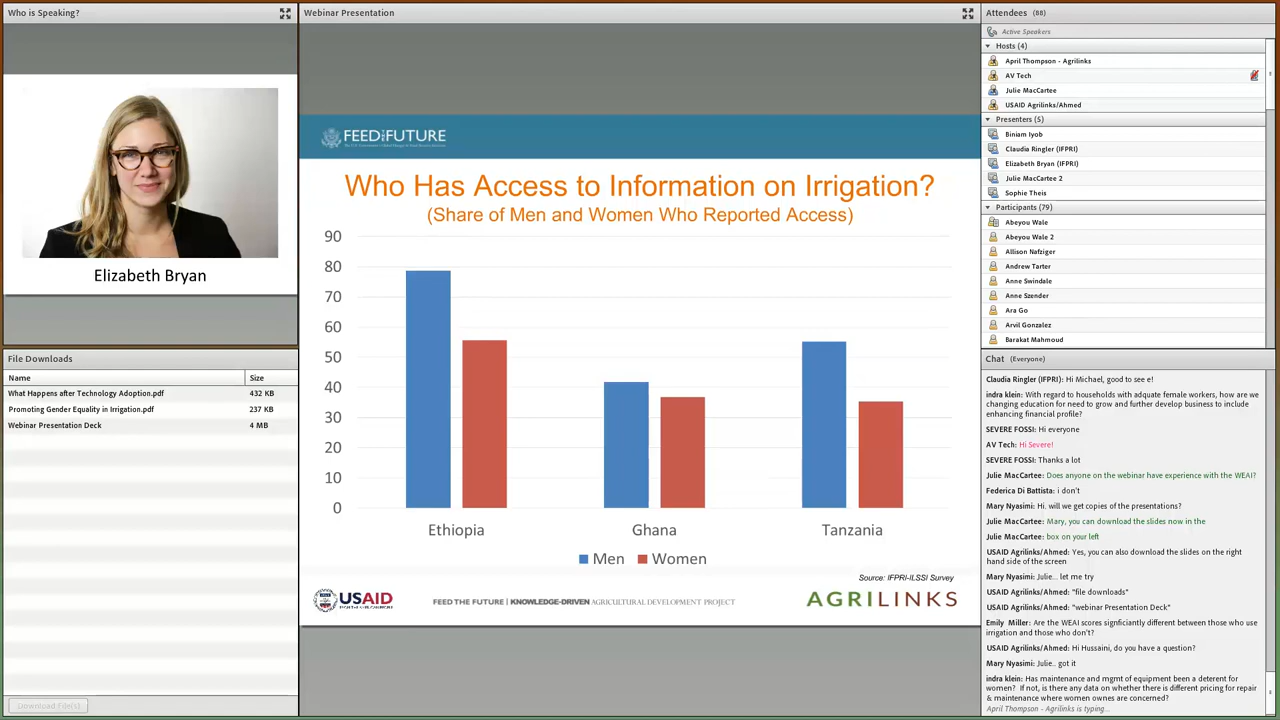 Who is Speaking?
Elizabeth Bryan
File Downloads
Name Size
What Happens after Technology Adoption.pdf 432 KB
Promoting Gender Equality in Irrigation.pdf 237 KB
Webinar Presentation Deck 4 MB
Download File(s)
Webinar Presentation
FEED THE FUTURE
Who Has Access to Information on Irrigation?
(Share of Men and Women Who Reported Access)
90
80
70
60
50
40
30
20
10
0
Ethiopia Ghana Tanzania
Men Women
Source: IFPRI-ILSSI Survey
USAID
FEED THE FUTURE | KNOWLEDGE-DRIVEN AGRICULTURAL DEVELOPMENT PROJECT
AGRILINKS
Attendees (88)
Active Speakers
Hosts (4)
April Thompson - Agrilinks
AV Tech
Julie MacCartee
USAID Agrilinks/Ahmed
Presenters (5)
Biniam Iyob
Claudia Ringler (IFPRI)
Elizabeth Bryan (IFPRI)
Julie MacCartee 2
Sophie Theis
Participants (79)
Abeyou Wale
Abeyou Wale 2
Allison Nafziger
Andrew Tarter
Anne Swindale
Anne Szender
Ara Go
Arvil Gonzalez
Barakat Mahmoud
Chat (Everyone)
Claudia Ringler (IFPRI): Hi Michael, good to see e!
indra klein: With regard to households with adquate female workers, how are we
changing education for need to grow and further develop business to include
enhancing financial profile?
SEVERE FOSSI: Hi everyone
AV Tech: Hi Severe!
SEVERE FOSSI: Thanks a lot
Julie MacCartee: Does anyone on the webinar have experience with the WEAI?
Federica Di Battista: i don't
Mary Nyasimi: Hi. will we get copies of the presentations?
Julie MacCartee: Mary, you can download the slides now in the
Julie MacCartee: box on your left
USAID Agrilinks/Ahmed: Yes, you can also download the slides on the right
hand side of the screen
Mary Nyasimi: Julie... let me try
USAID Agrilinks/Ahmed: "file downloads"
USAID Agrilinks/Ahmed: "webinar Presentation Deck"
Emily Miller: Are the WEAI scores signficiantly different between those who use
irrigation and those who don't?
USAID Agrilinks/Ahmed: Hi Hussaini, do you have a question?
Mary Nyasimi: Julie.. got it
indra klein: Has maintenance and mgmt of equipment been a deterent for
women? If not, is there any data on whether there is different pricing for repair
& maintenance where women ownes are concerned?
April Thompson - Agrilinks is typing...